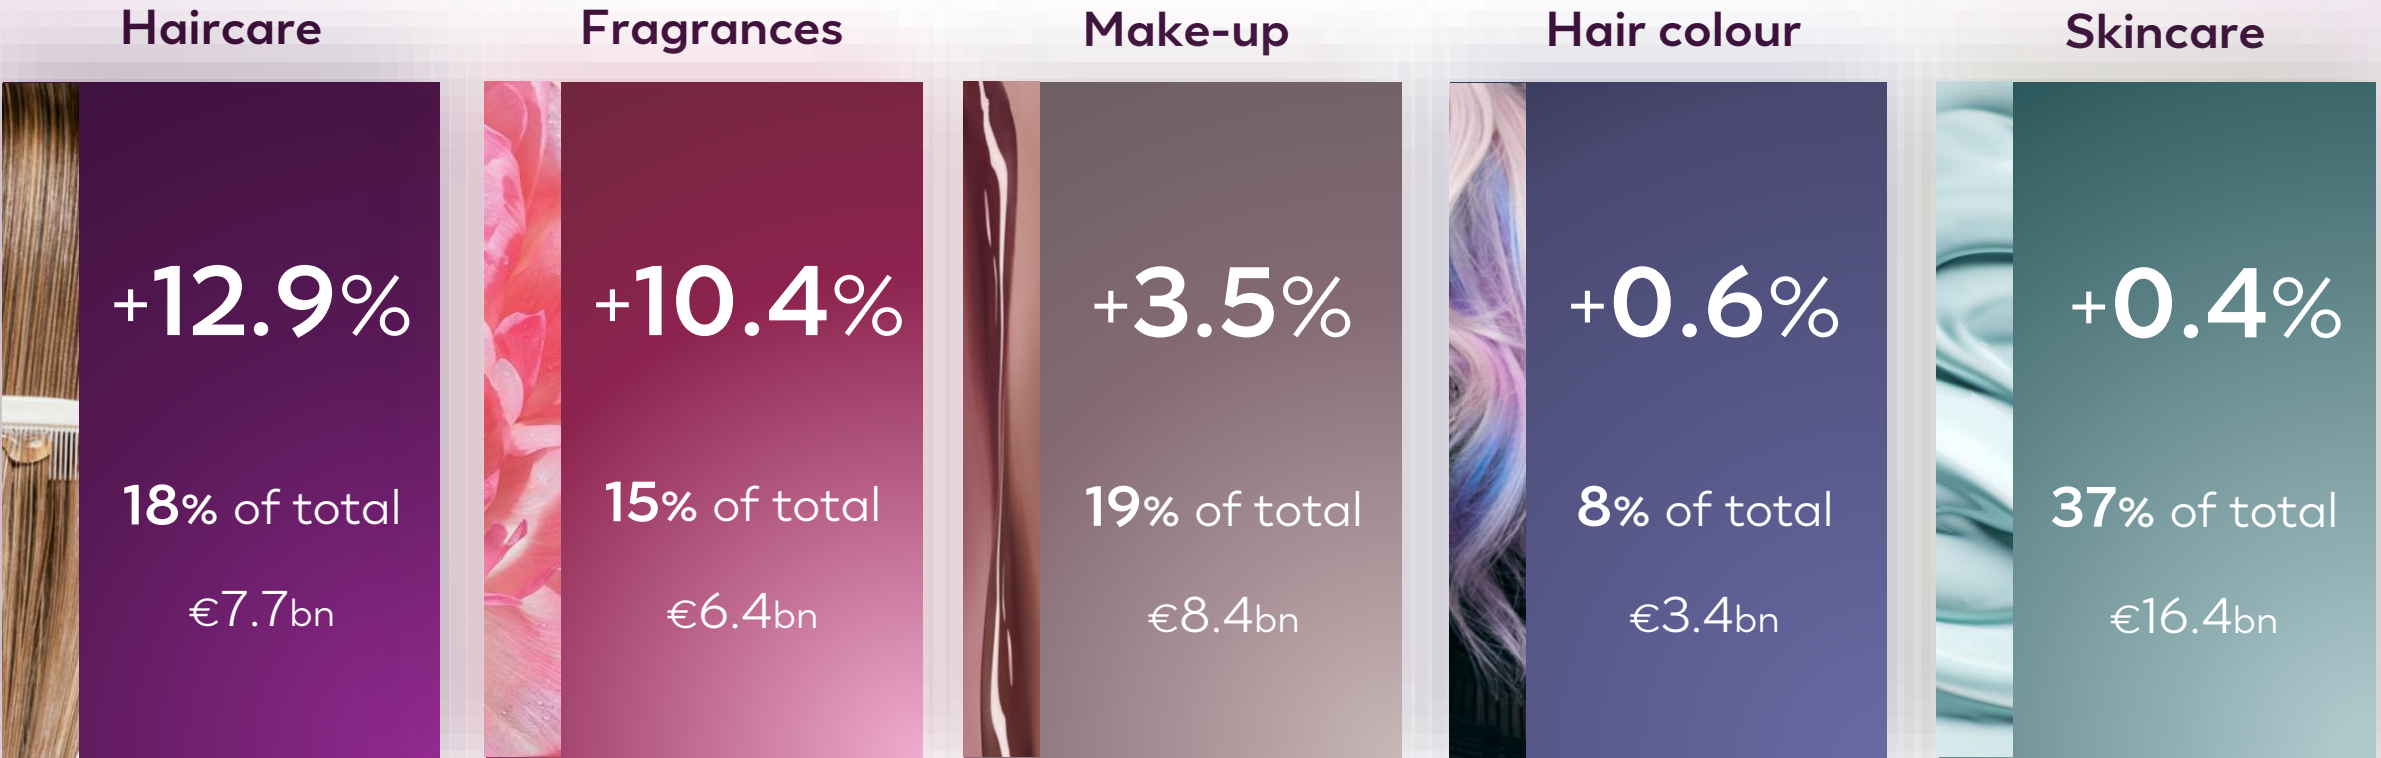 Haircare
+12.9%
18% of total
€7.7bn
Fragrances
+10.4%
15% of total
€6.4bn
Make-up
+3.5%
19% of total
€8.4bn
Hair colour
+0.6%
8% of total
€3.4bn
Skincare
+0.4%
37% of total
€16.4bn